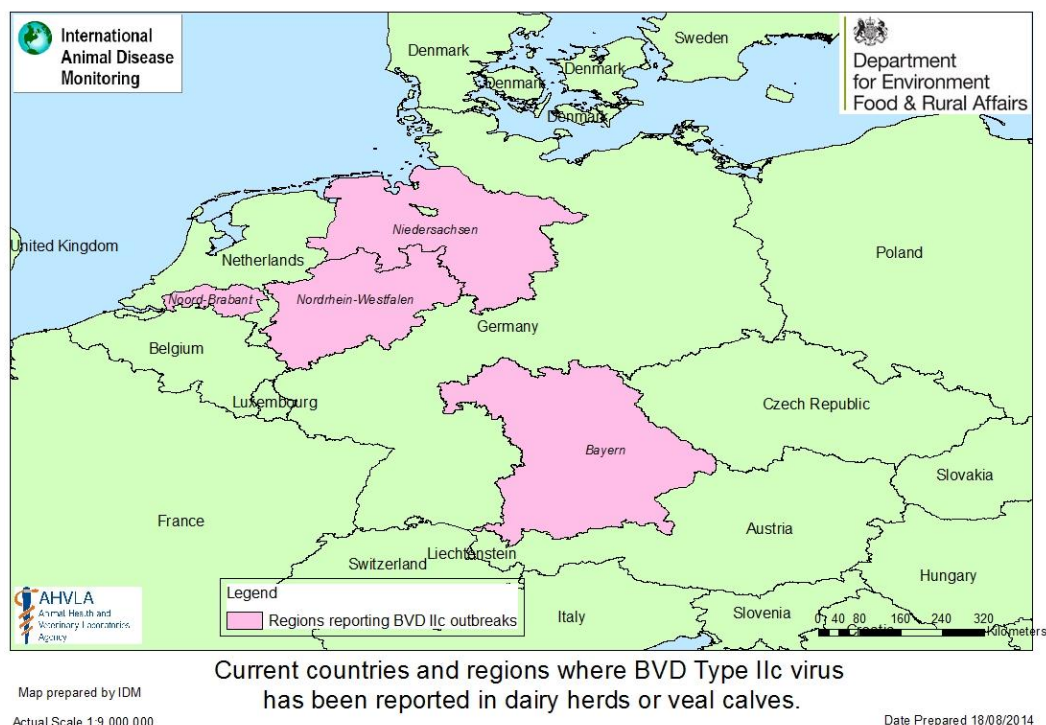 International
Animal Disease
Monitoring
Department
for Environment
Food & Rural Affairs
Denmark
Sweden
Denmark
Denmark
Denmark
United Kingdom
Netherlands
Niedersachsen
Poland
Noord-Brabant
Nordrhein-Westfalen
Germany
Belgium
Luxembourg
Czech Republic
Bayern
Slovakia
France
Austria
Switzerland
Liechtenstein
Hungary
Italy
Slovenia
Croatia
Legend
Regions reporting BVD IIc outbreaks
0 40 80 160 240 320
Kilometers
AHVLA
Animal Health and
Veterinary Laboratories
Agency
Current countries and regions where BVD Type IIc virus
has been reported in dairy herds or veal calves.
Map prepared by IDM
Actual Scale 1:9,000,000
Date Prepared 18/08/2014